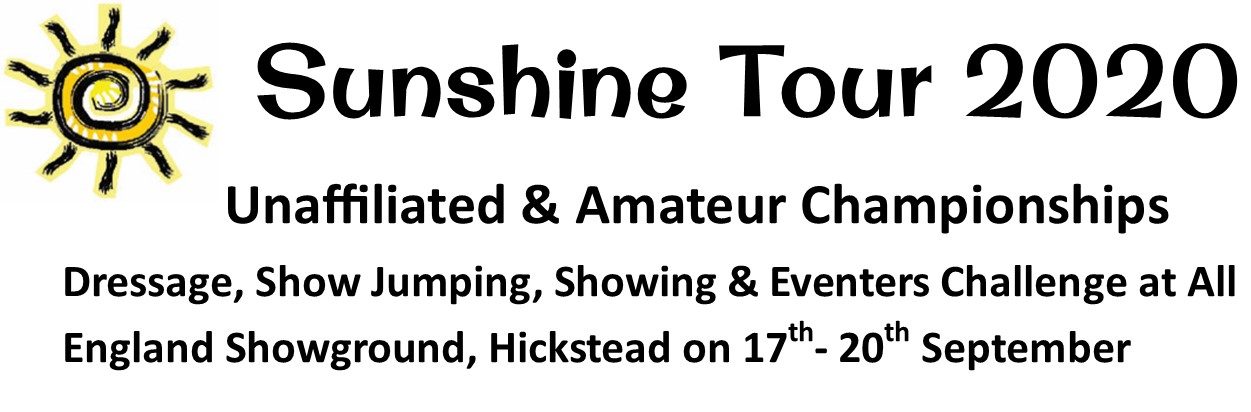 Sunshine Tour 2020
Unaffiliated & Amateur Championships
Dressage, Show Jumping, Showing & Eventers Challenge at All
England Showground, Hickstead on 17th- 20th September